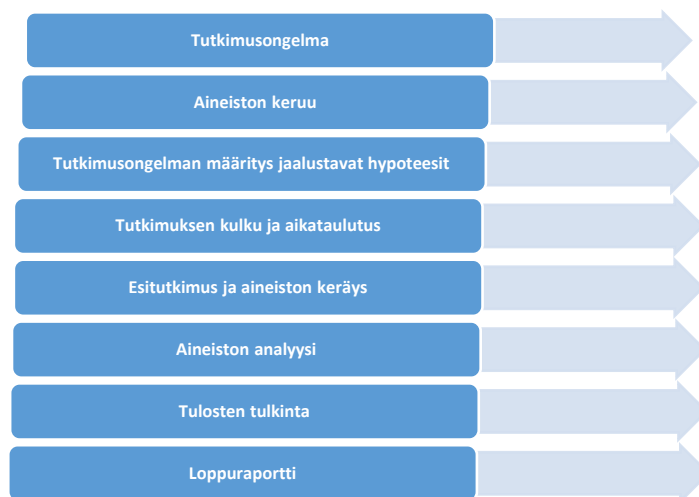 Tutkimusongelma
Aineiston keruu
Tutkimusongelman määritys jaalustavat hypoteesit
Tutkimuksen kulku ja aikataulutus
Esitutkimus ja aineiston keräys
Aineiston analyysi
Tulosten tulkinta
Loppuraportti